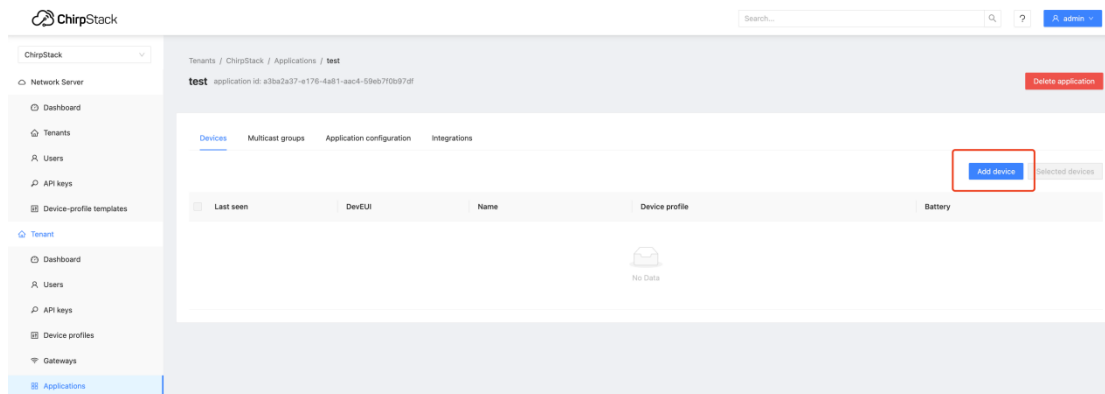 ChirpStack
Search...
?
admin
ChirpStack
Network Server
Dashboard
Tenants
Users
API keys
Device-profile templates
Tenant
Dashboard
Users
API keys
Device profiles
Gateways
Applications
Tenants / ChirpStack / Applications / test
test application id: a3ba2a37-e176-4a81-aac4-59eb7f0b97df
Delete application
Devices Multicast groups Application configuration Integrations
Add device Selected devices
Last seen DevEUI Name Device profile Battery
No Data